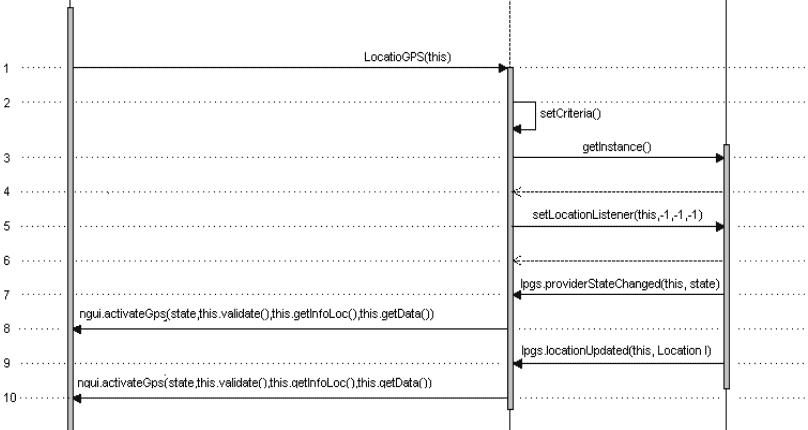 LocatioGPS(this)
1
2
setCriteria()
getInstance()
3
4
setLocationListener(this,-1,-1,-1)
5
6
lpgs.providerStateChanged(this, state)
7
ngui.activateGps(state,this.validate(),this.getInfoLoc(),this.getData())
8
lpgs.locationUpdated(this, Location l)
9
ngui.activateGps(state,this.validate(),this.getInfoLoc(),this.getData())
10